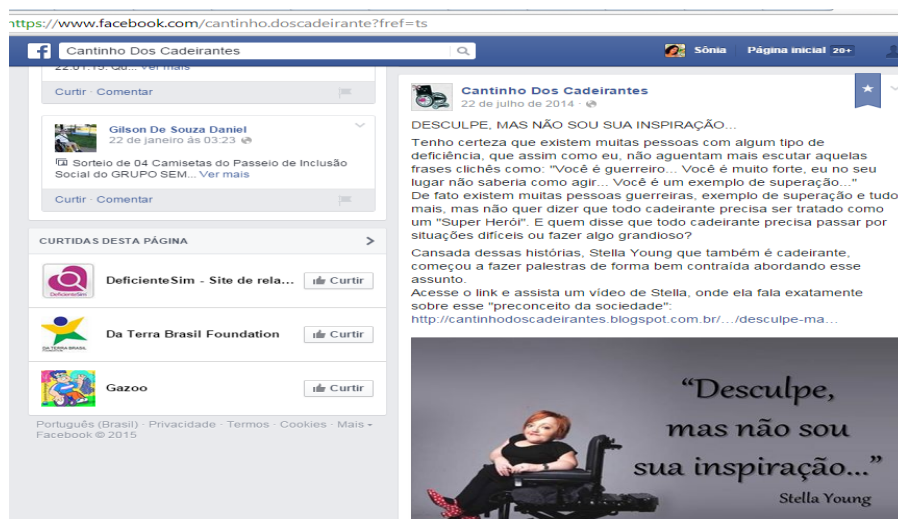 https://www.facebook.com/cantinho.doscadeirante?fref=ts
Cantinho Dos Cadeirantes
Sônia
Página inicial 20+
22.01.15. Qu... Ver mais
Curtir · Comentar
Gilson De Souza Daniel
22 de janeiro às 03:23
Sorteio de 04 Camisetas do Passeio de Inclusão
Social do GRUPO SEM... Ver mais
Curtir · Comentar
CURTIDAS DESTA PÁGINA
DeficienteSim
DeficienteSim - Site de rela...
Curtir
DA TERRA BRASIL
Da Terra Brasil Foundation
Curtir
Gazoo
Curtir
Português (Brasil) · Privacidade · Termos · Cookies · Mais
Facebook © 2015
Cantinho Dos Cadeirantes
22 de julho de 2014
DESCULPE, MAS NÃO SOU SUA INSPIRAÇÃO...
Tenho certeza que existem muitas pessoas com algum tipo de
deficiência, que assim como eu, não aguentam mais escutar aquelas
frases clichês como: "Você é guerreiro... Você é muito forte, eu no seu
lugar não saberia como agir... Você é um exemplo de superação..."
De fato existem muitas pessoas guerreiras, exemplo de superação e tudo
mais, mas não quer dizer que todo cadeirante precisa ser tratado como
um "Super Herói". E quem disse que todo cadeirante precisa passar por
situações difíceis ou fazer algo grandioso?
Cansada dessas histórias, Stella Young que também é cadeirante,
começou a fazer palestras de forma bem contraída abordando esse
assunto.
Acesse o link e assista um vídeo de Stella, onde ela fala exatamente
sobre esse "preconceito da sociedade":
http://cantinhodoscadeirantes.blogspot.com.br/.../desculpe-ma...
“Desculpe,
mas não sou
sua inspiração...”
Stella Young